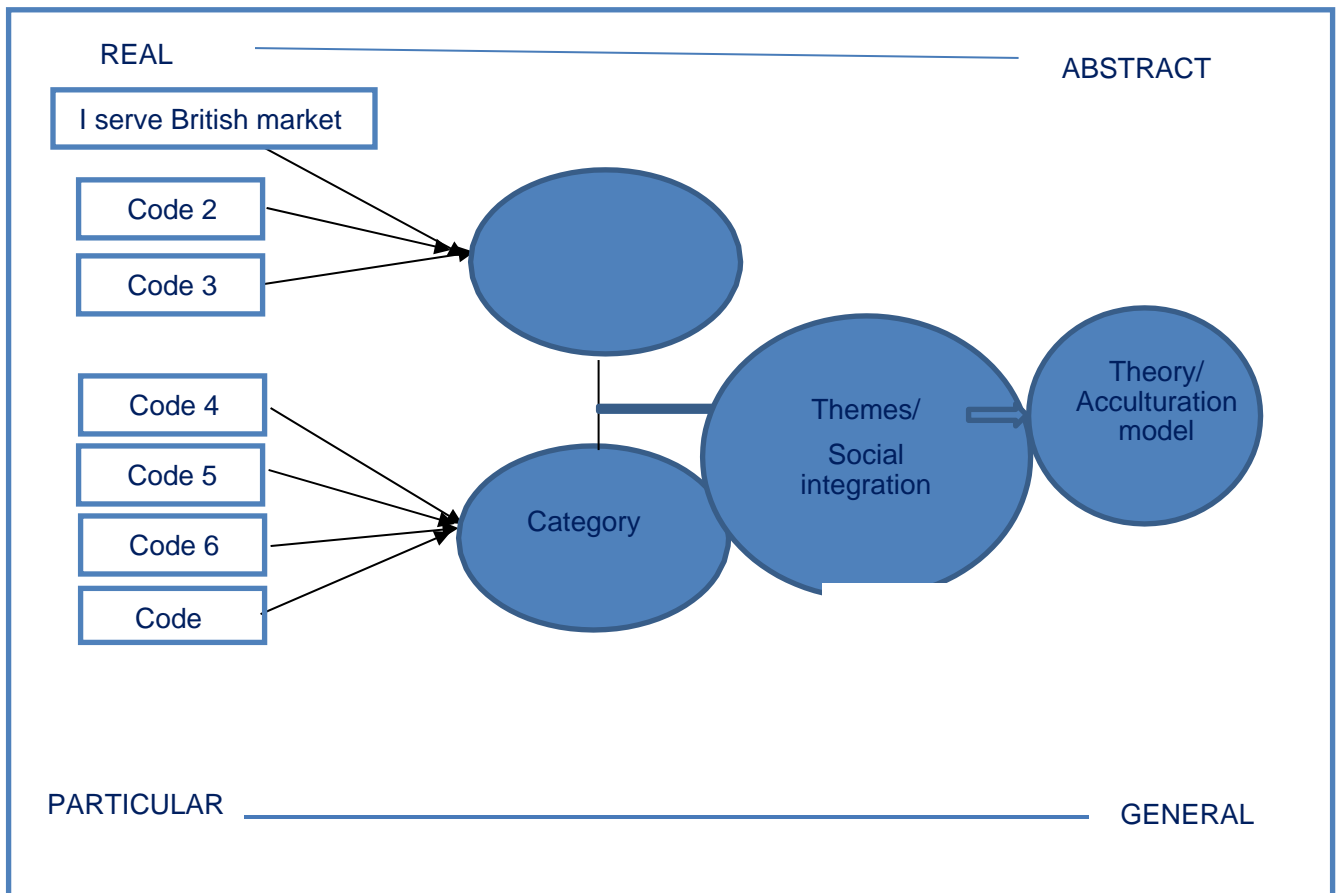 REAL
ABSTRACT
I serve British market
Code 2
Code 3
Code 4
Code 5
Code 6
Code
Category
Themes/
Social
integration
Theory/
Acculturation
model
PARTICULAR
GENERAL